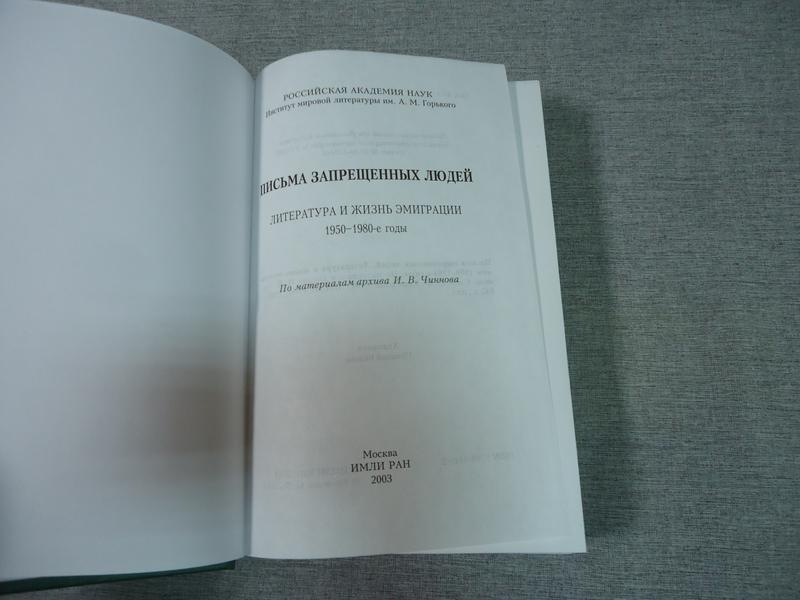 РОССИЙСКАЯ АКАДЕМИЯ НАУК
Институт мировой литературы им. А. М. Горького
ПИСЬМА ЗАПРЕЩЕННЫХ ЛЮДЕЙ
ЛИТЕРАТУРА И ЖИЗНЬ ЭМИГРАЦИИ
1950–1980-е годы
По материалам архива И. В. Чиннова
Москва
ИМЛИ РАН
2003